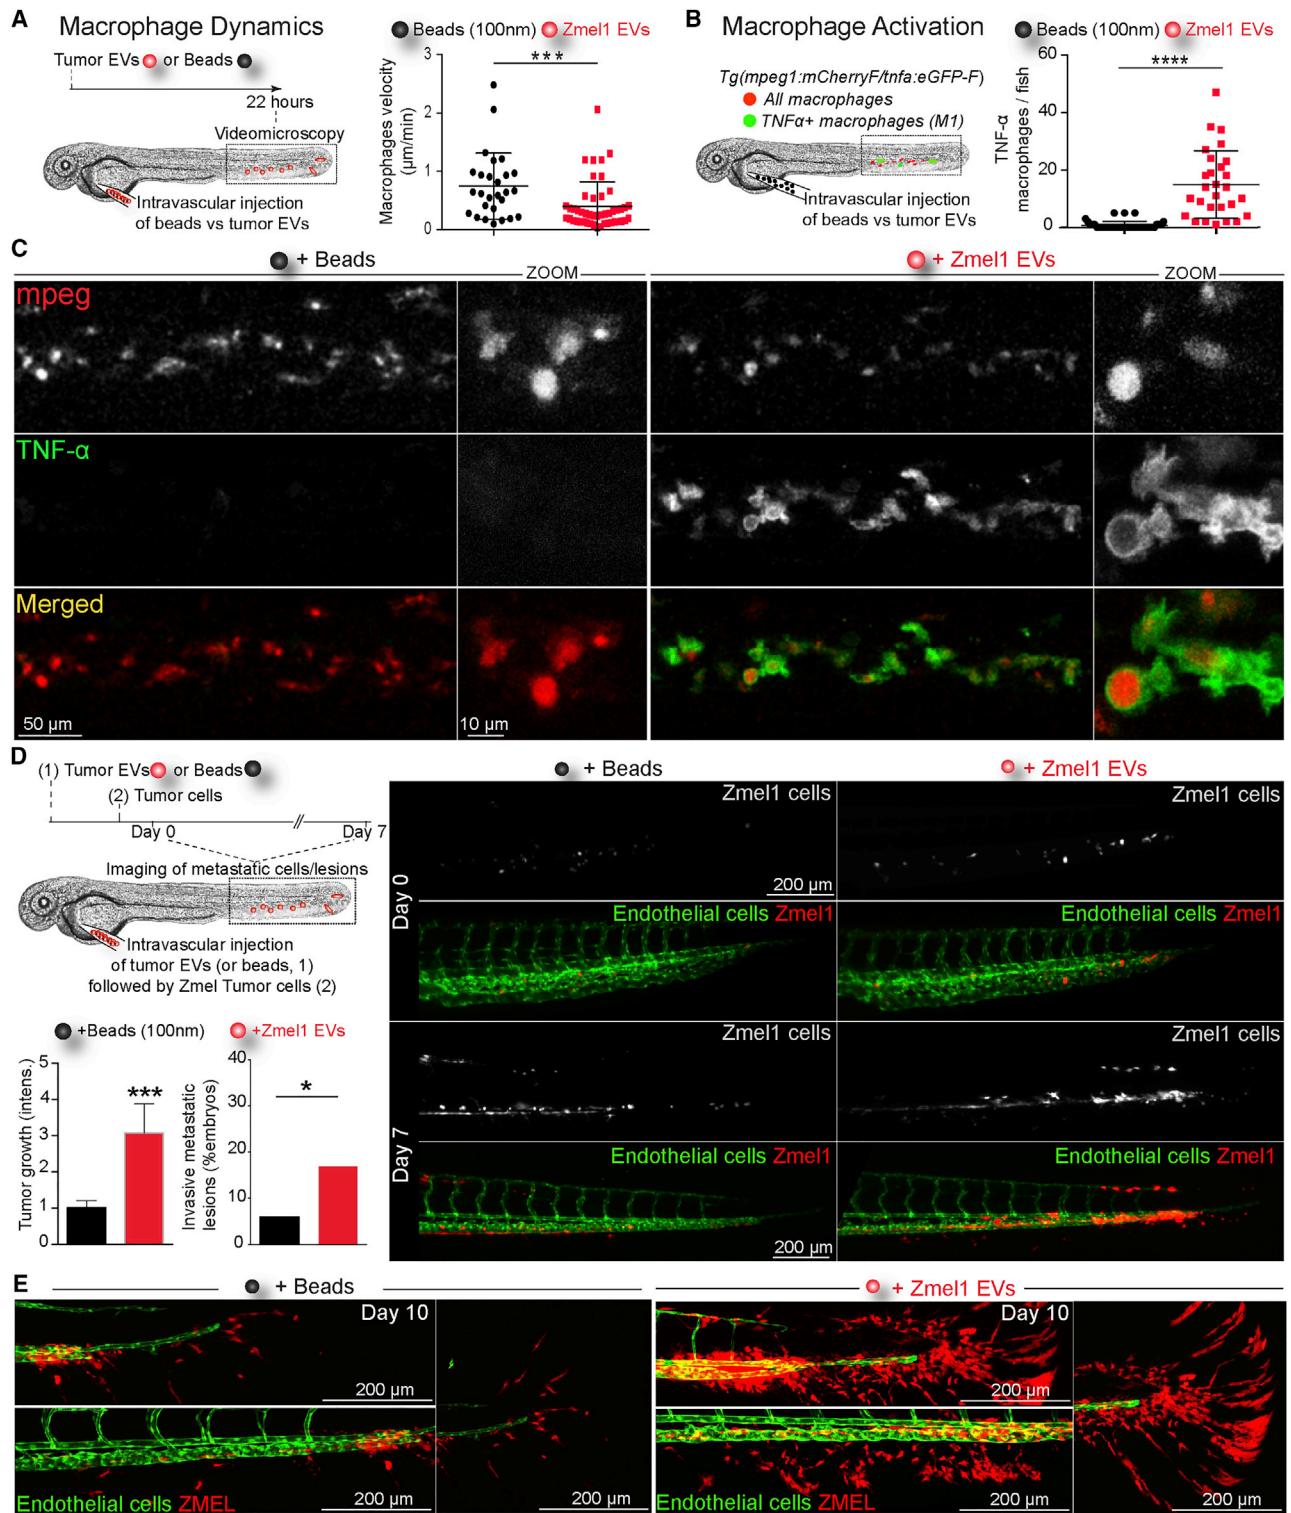 A
Macrophage Dynamics
Tumor EVs or Beads
22 hours
Videomicroscopy
Intravascular injection
of beads vs tumor EVs
Beads (100nm) Zmel1 EVs
Macrophages velocity
(µm/min)
3
2
1
0
***
B
Macrophage Activation
Tg(mpeg1:mCherryF/tnfa:eGFP-F)
All macrophages
TNFα+ macrophages (M1)
Intravascular injection
of beads vs tumor EVs
Beads (100nm) Zmel1 EVs
TNF-α
macrophages / fish
60
40
20
0
****
C
+ Beads
ZOOM
+ Zmel1 EVs
ZOOM
mpeg
TNF-α
Merged
50 µm
10 µm
D
(1) Tumor EVs or Beads
(2) Tumor cells
Day 0
Day 7
Imaging of metastatic cells/lesions
Intravascular injection
of tumor EVs (or beads, 1)
followed by Zmel Tumor cells (2)
+Beads (100nm)
+Zmel1 EVs
Tumor growth (intens.)
5
4
3
2
1
0
***
Invasive metastatic
lesions (%embryos)
40
30
20
10
0
*
+ Beads
+ Zmel1 EVs
Day 0
Zmel1 cells
200 µm
Zmel1 cells
Endothelial cells Zmel1
Endothelial cells Zmel1
Day 7
Zmel1 cells
Zmel1 cells
Endothelial cells Zmel1
200 µm
Endothelial cells Zmel1
E
+ Beads
+ Zmel1 EVs
Day 10
200 µm
Endothelial cells ZMEL
200 µm
200 µm
Day 10
200 µm
Endothelial cells ZMEL
200 µm
200 µm